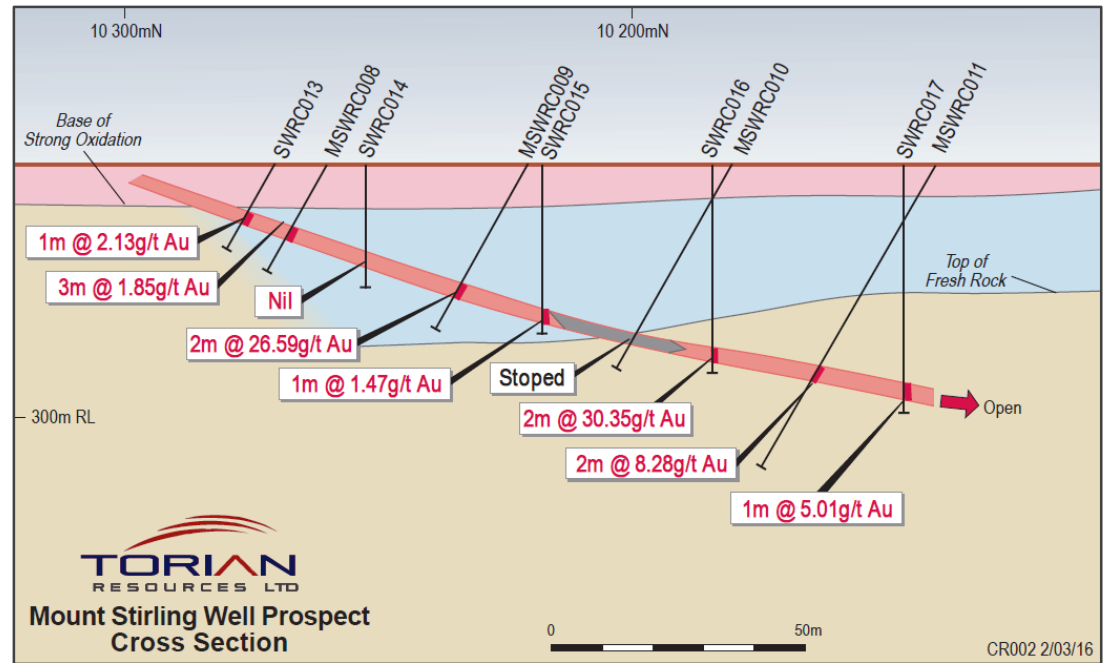 10 300mN
10 200mN
SWRC013
MSWRC008
SWRC014
MSWRC009
SWRC015
SWRC016
MSWRC010
SWRC017
MSWRC011
Base of
Strong Oxidation
1m @ 2.13g/t Au
3m @ 1.85g/t Au
Nil
2m @ 26.59g/t Au
1m @ 1.47g/t Au
Stoped
2m @ 30.35g/t Au
2m @ 8.28g/t Au
1m @ 5.01g/t Au
Top of
Fresh Rock
Open
300m RL
TORIAN
RESOURCES LTD
Mount Stirling Well Prospect
Cross Section
0
50m
CR002 2/03/16